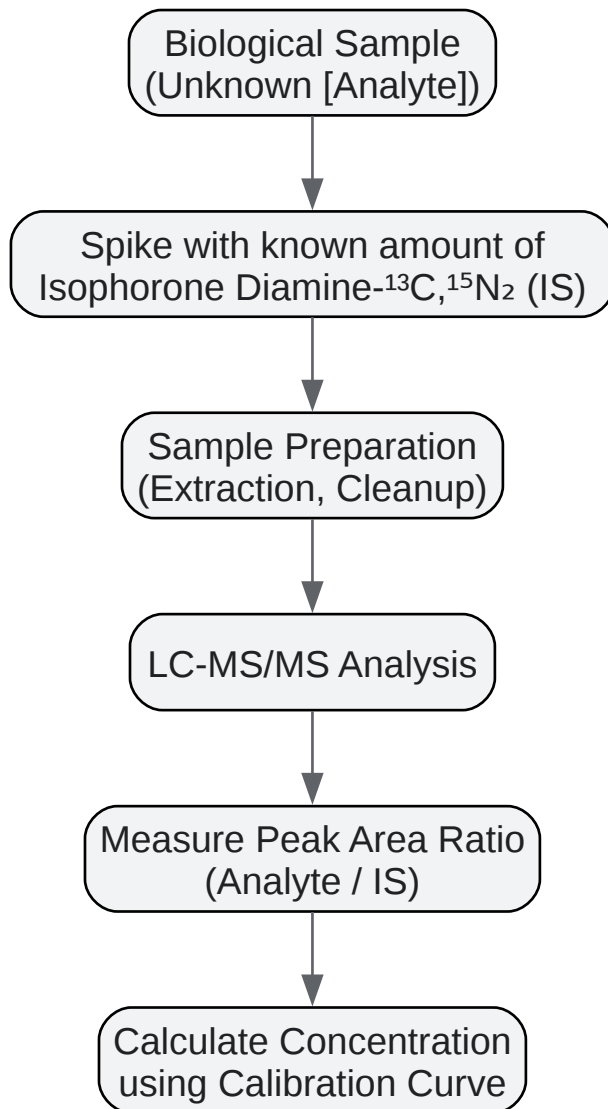 Biological Sample
(Unknown [Analyte])
Spike with known amount of
Isophorone Diamine-¹³C,¹⁵N₂ (IS)
Sample Preparation
(Extraction, Cleanup)
LC-MS/MS Analysis
Measure Peak Area Ratio
(Analyte / IS)
Calculate Concentration
using Calibration Curve